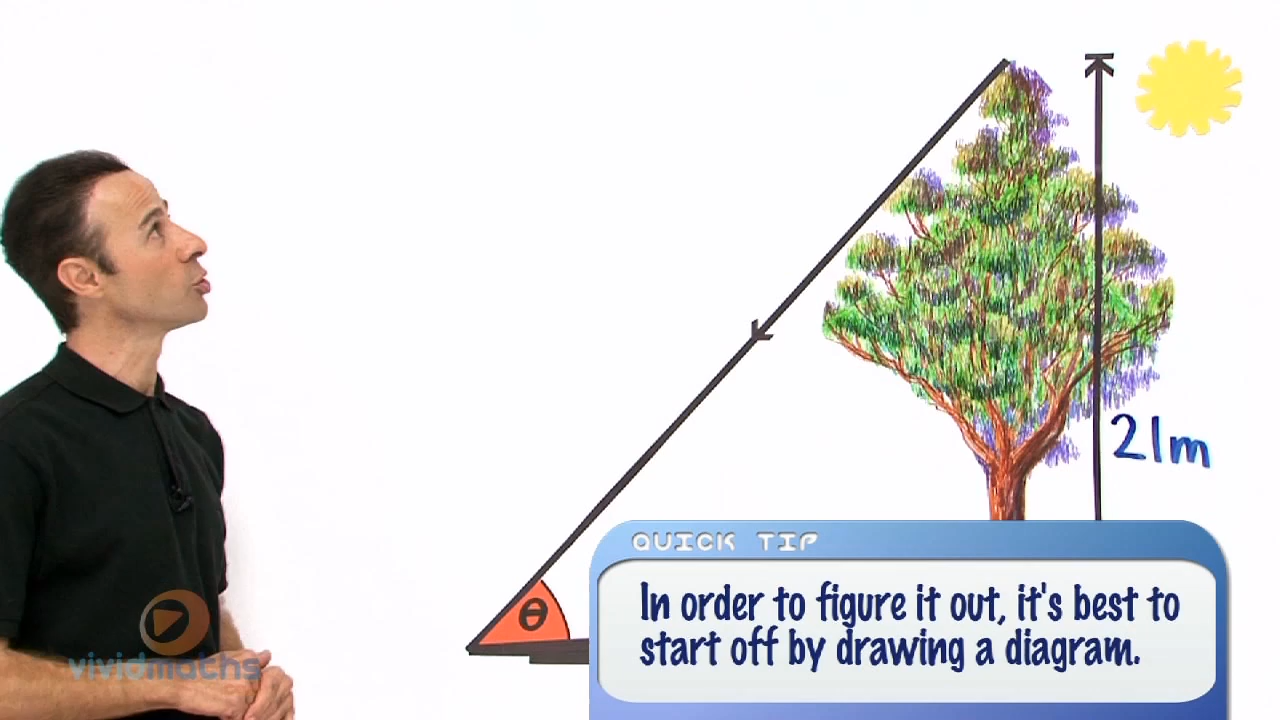 21m
θ
QUICK TIP
In order to figure it out, it's best to
start off by drawing a diagram.
vividmaths